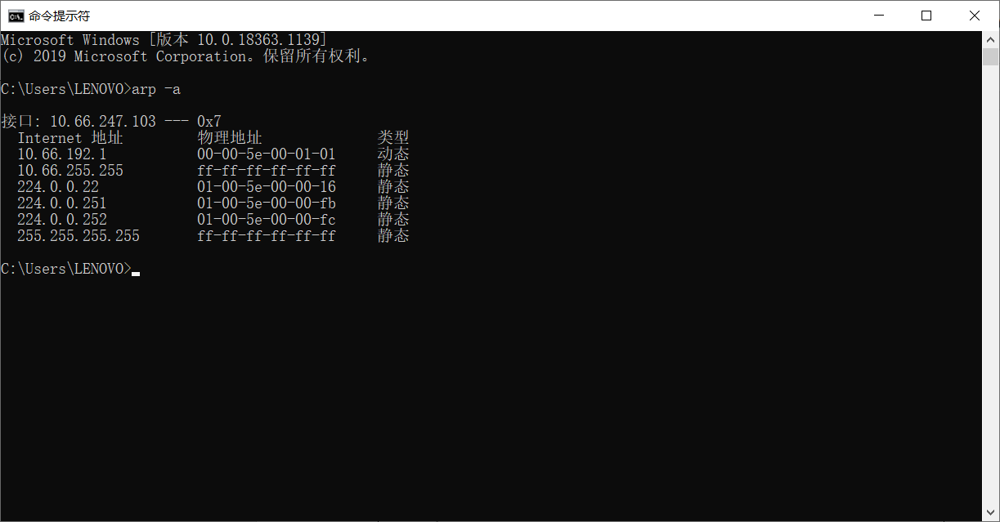 命令提示符
Microsoft Windows [版本 10.0.18363.1139]
(c) 2019 Microsoft Corporation。保留所有权利。
C:\Users\LENOVO>arp -a
接口: 10.66.247.103 --- 0x7
  Internet 地址         物理地址              类型
  10.66.192.1           00-00-5e-00-01-01     动态
  10.66.255.255         ff-ff-ff-ff-ff-ff     静态
  224.0.0.22            01-00-5e-00-00-16     静态
  224.0.0.251           01-00-5e-00-00-fb     静态
  224.0.0.252           01-00-5e-00-00-fc     静态
  255.255.255.255       ff-ff-ff-ff-ff-ff     静态
C:\Users\LENOVO>